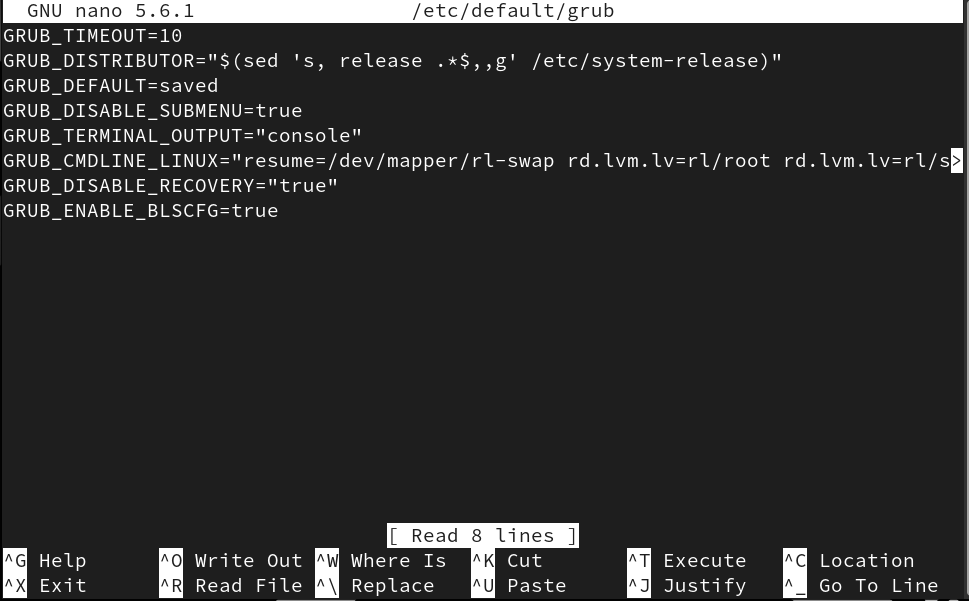 GNU nano 5.6.1 /etc/default/grub
GRUB_TIMEOUT=10
GRUB_DISTRIBUTOR="$(sed 's, release .*$,,g' /etc/system-release)"
GRUB_DEFAULT=saved
GRUB_DISABLE_SUBMENU=true
GRUB_TERMINAL_OUTPUT="console"
GRUB_CMDLINE_LINUX="resume=/dev/mapper/rl-swap rd.lvm.lv=rl/root rd.lvm.lv=rl/s>
GRUB_DISABLE_RECOVERY="true"
GRUB_ENABLE_BLSCFG=true
[ Read 8 lines ]
^G Help ^O Write Out ^W Where Is ^K Cut ^T Execute ^C Location
^X Exit ^R Read File ^\ Replace ^U Paste ^J Justify ^_ Go To Line